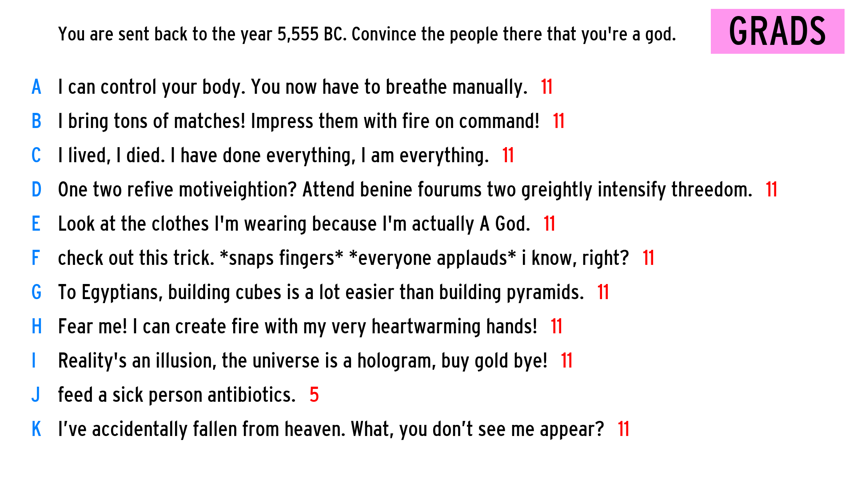 You are sent back to the year 5,555 BC. Convince the people there that you're a god.
GRADS
A I can control your body. You now have to breathe manually. 11
B I bring tons of matches! Impress them with fire on command! 11
C I lived, I died. I have done everything, I am everything. 11
D One two refive motiveightion? Attend benine fourums two greightly intensify threedom. 11
E Look at the clothes I'm wearing because I'm actually A God. 11
F check out this trick. *snaps fingers* *everyone applauds* i know, right? 11
G To Egyptians, building cubes is a lot easier than building pyramids. 11
H Fear me! I can create fire with my very heartwarming hands! 11
I Reality's an illusion, the universe is a hologram, buy gold bye! 11
J feed a sick person antibiotics. 5
K I’ve accidentally fallen from heaven. What, you don’t see me appear? 11